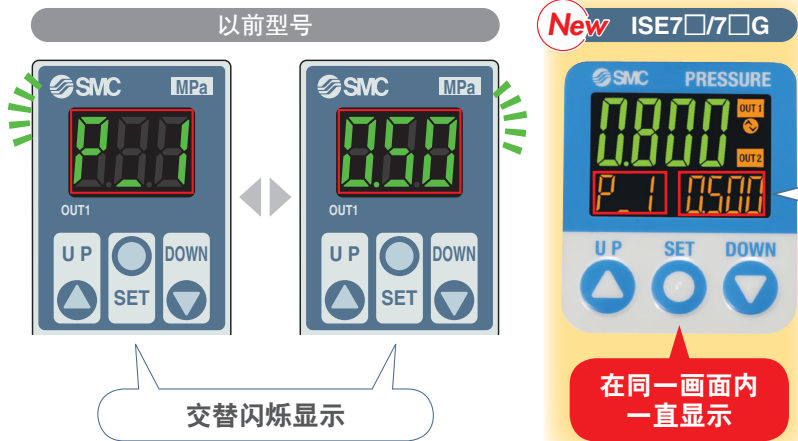 以前型号
New ISE7□/7□G
SMC
MPa
P_1
OUT1
UP
DOWN
SET
SMC
MPa
0.50
OUT1
UP
DOWN
SET
交替闪烁显示
SMC PRESSURE
0.800
OUT1
OUT2
P_1 0.500
UP SET DOWN
在同一画面内
一直显示